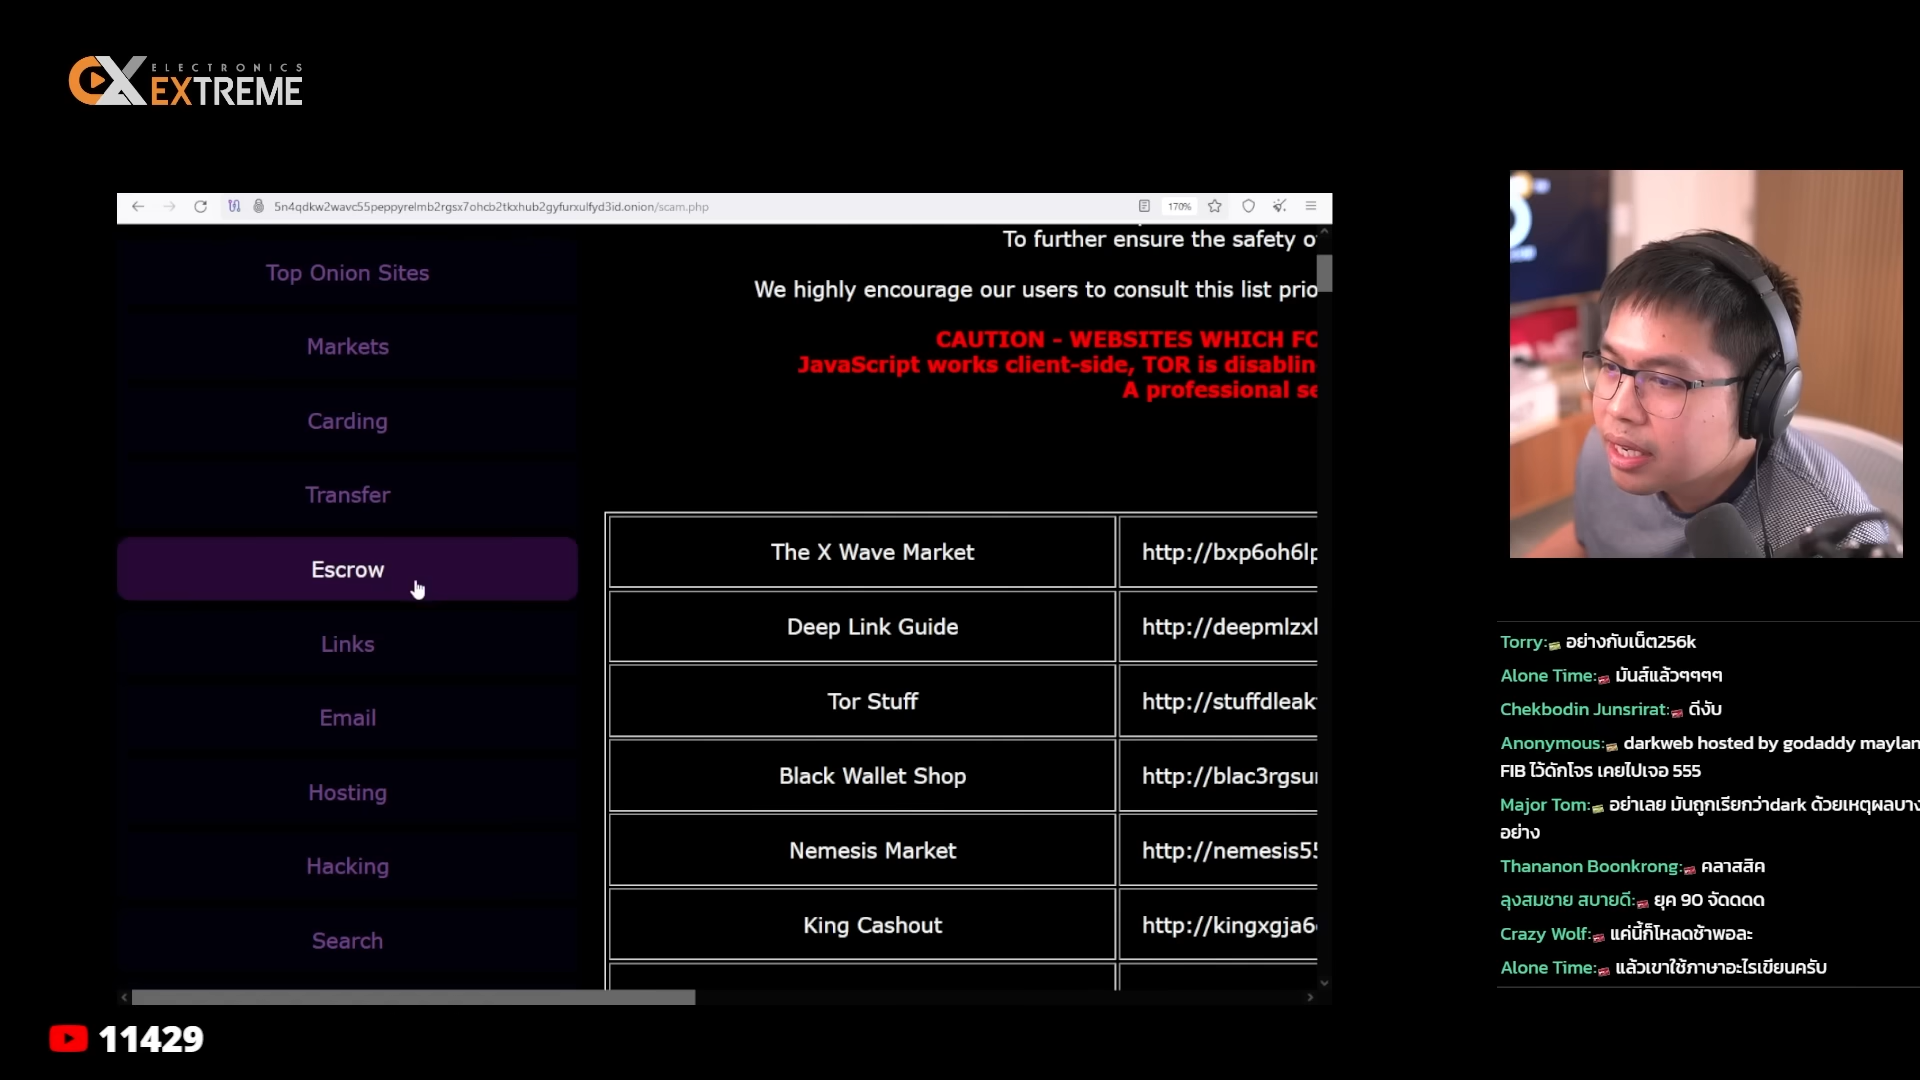 ELECTRONICS
EXTREME
5n4qdkw2wavc55peppyrelmb2rgsx7ohcb2tkxhub2gyfurxulfyd3id.onion/scam.php
170%
Top Onion Sites
Markets
Carding
Transfer
Escrow
Links
Email
Hosting
Hacking
Search
To further ensure the safety o
We highly encourage our users to consult this list prio
CAUTION - WEBSITES WHICH FO
JavaScript works client-side, TOR is disablin
A professional se
The X Wave Market http://bxp6oh6lp
Deep Link Guide http://deepmlzxl
Tor Stuff http://stuffdleak
Black Wallet Shop http://blac3rgsu
Nemesis Market http://nemesis55
King Cashout http://kingxgja6
Torry: อย่างกับเน็ต256k
Alone Time: มันส์แล้วๆๆๆๆ
Chekbodin Junsrirat: ดีงับ
Anonymous: darkweb hosted by godaddy maylan
FIB ไว้ดักโจร เคยไปเจอ 555
Major Tom: อย่าเลย มันถูกเรียกว่าdark ด้วยเหตุผลบาง
อย่าง
Thananon Boonkrong: คลาสสิค
ลุงสมชาย สบายดี: ยุค 90 จัดดดด
Crazy Wolf: แค่นี้ก็โหลดช้าพอละ
Alone Time: แล้วเขาใช้ภาษาอะไรเขียนครับ
11429